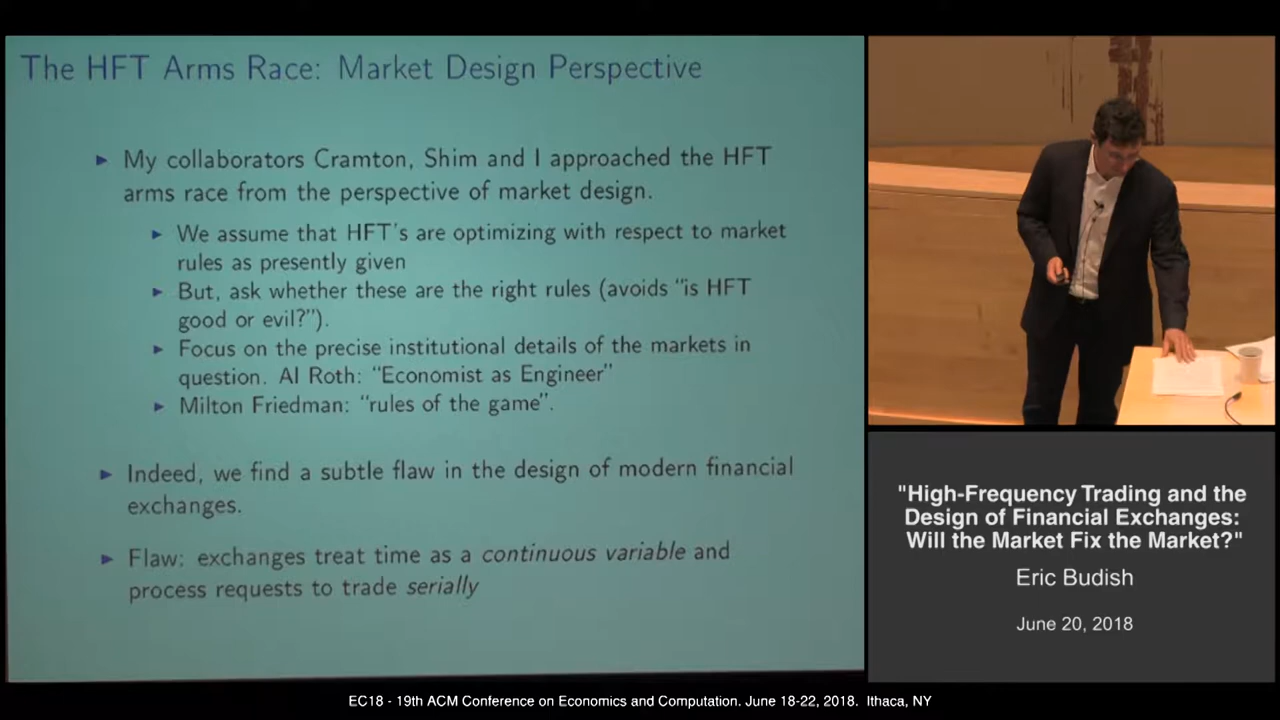 The HFT Arms Race: Market Design Perspective
► My collaborators Cramton, Shim and I approached the HFT
arms race from the perspective of market design.
► We assume that HFT's are optimizing with respect to market
rules as presently given
► But, ask whether these are the right rules (avoids "is HFT
good or evil?").
► Focus on the precise institutional details of the markets in
question. Al Roth: "Economist as Engineer"
► Milton Friedman: "rules of the game".
► Indeed, we find a subtle flaw in the design of modern financial
exchanges.
► Flaw: exchanges treat time as a continuous variable and
process requests to trade serially
"High-Frequency Trading and the
Design of Financial Exchanges:
Will the Market Fix the Market?"
Eric Budish
June 20, 2018
EC18 - 19th ACM Conference on Economics and Computation. June 18-22, 2018. Ithaca, NY